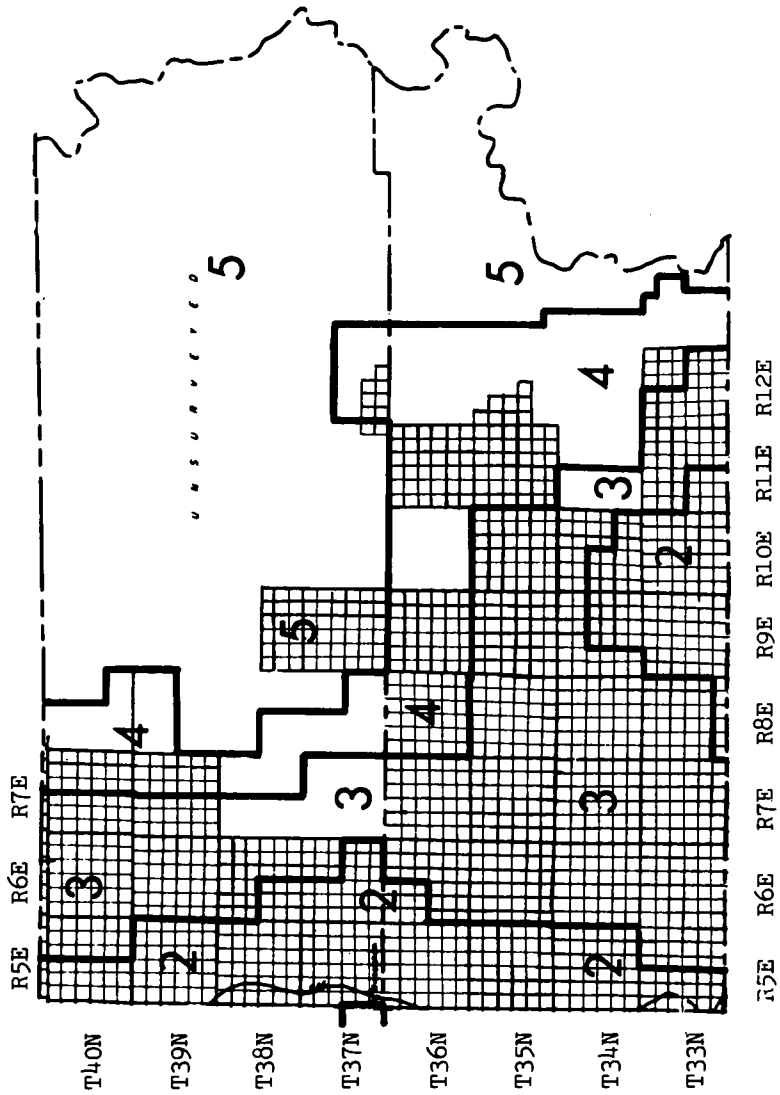 T33N T34N T35N T36N T37N T38N T39N T40N
R5E 2 2 R5E
R6E 2 3 R6E
R7E 3 3 R7E
R8E 4 4
R9E 5
R10E 2
R11E 3
R12E 4
UNSURVEYED
5 5